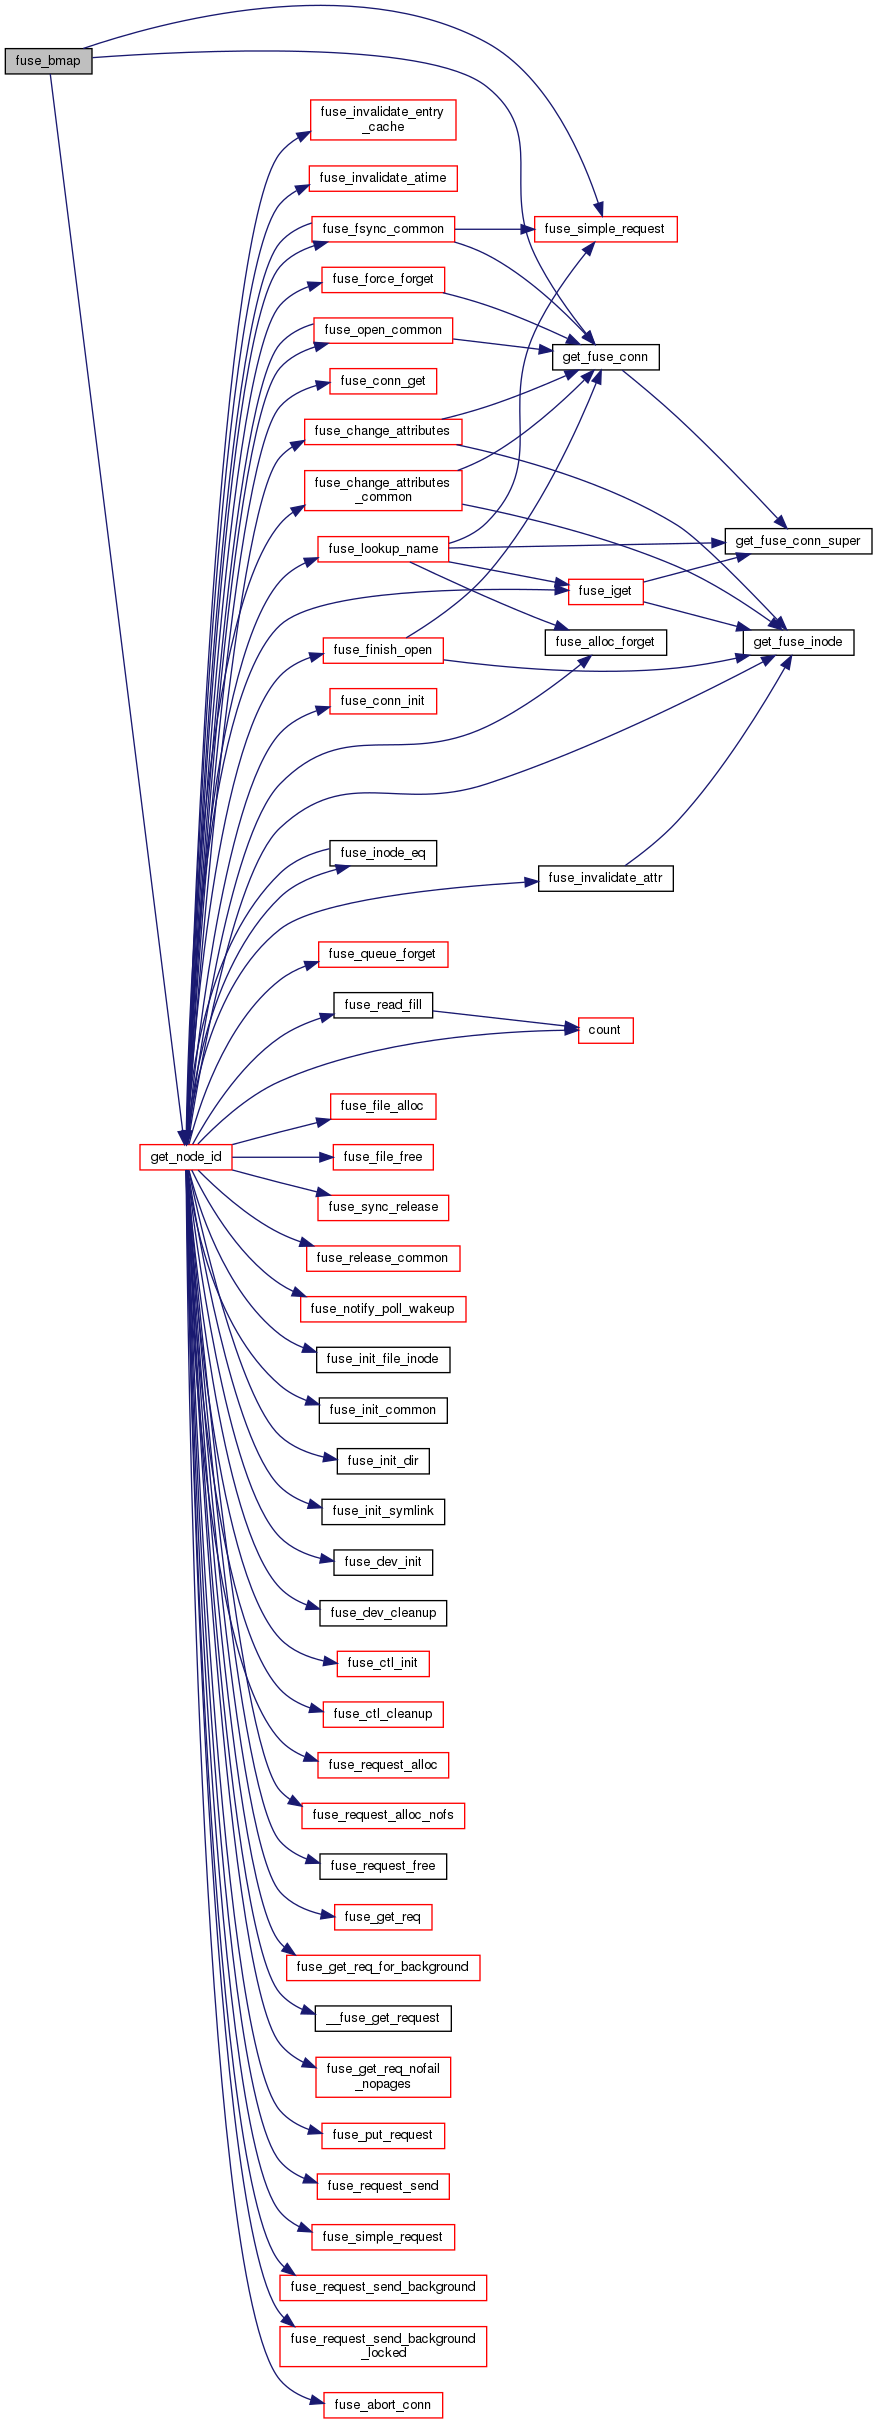 fuse_bmap
fuse_invalidate_entry
_cache
fuse_invalidate_atime
fuse_fsync_common
fuse_simple_request
fuse_force_forget
fuse_open_common
get_fuse_conn
fuse_conn_get
fuse_change_attributes
fuse_change_attributes
_common
fuse_lookup_name
get_fuse_conn_super
fuse_iget
fuse_finish_open
fuse_alloc_forget
get_fuse_inode
fuse_conn_init
fuse_inode_eq
fuse_invalidate_attr
fuse_queue_forget
fuse_read_fill
count
fuse_file_alloc
get_node_id
fuse_file_free
fuse_sync_release
fuse_release_common
fuse_notify_poll_wakeup
fuse_init_file_inode
fuse_init_common
fuse_init_dir
fuse_init_symlink
fuse_dev_init
fuse_dev_cleanup
fuse_ctl_init
fuse_ctl_cleanup
fuse_request_alloc
fuse_request_alloc_nofs
fuse_request_free
fuse_get_req
fuse_get_req_for_background
__fuse_get_request
fuse_get_req_nofail
_nopages
fuse_put_request
fuse_request_send
fuse_simple_request
fuse_request_send_background
fuse_request_send_background
_locked
fuse_abort_conn